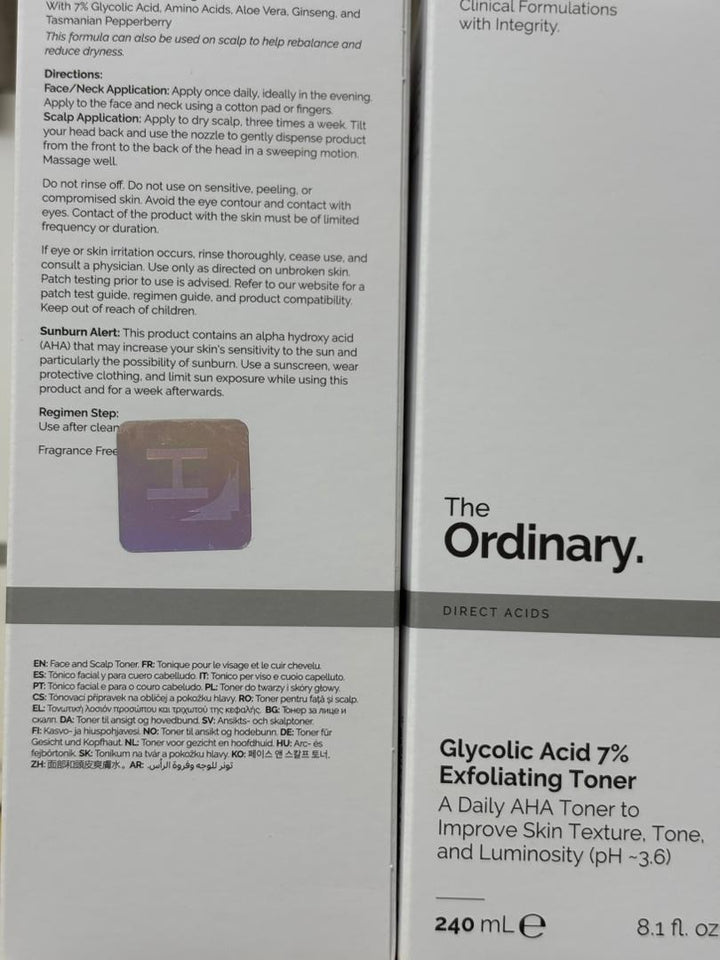 With 7% Glycolic Acid, Amino Acids, Aloe Vera, Ginseng, and
Tasmanian Pepperberry
This formula can also be used on scalp to help rebalance and
reduce dryness.
Directions:
Face/Neck Application: Apply once daily, ideally in the evening.
Apply to the face and neck using a cotton pad or fingers.
Scalp Application: Apply to dry scalp, three times a week. Tilt
your head back and use the nozzle to gently dispense product
from the front to the back of the head in a sweeping motion.
Massage well.
Do not rinse off. Do not use on sensitive, peeling, or
compromised skin. Avoid the eye contour and contact with
eyes. Contact of the product with the skin must be of limited
frequency or duration.
If eye or skin irritation occurs, rinse thoroughly, cease use, and
consult a physician. Use only as directed on unbroken skin.
Patch testing prior to use is advised. Refer to our website for a
patch test guide, regimen guide, and product compatibility.
Keep out of reach of children.
Sunburn Alert: This product contains an alpha hydroxy acid
(AHA) that may increase your skin's sensitivity to the sun and
particularly the possibility of sunburn. Use a sunscreen, wear
protective clothing, and limit sun exposure while using this
product and for a week afterwards.
Regimen Step:
Use after clean
Fragrance Free
H
EN: Face and Scalp Toner. FR: Tonique pour le visage et le cuir chevelu.
ES: Tónico facial y para cuero cabelludo. IT: Tonico per viso e cuoio capelluto.
PT: Tónico facial e para o couro cabeludo. PL: Toner do twarzy i skóry głowy.
CS: Tonovací přípravek na obličej a pokožku hlavy. RO: Toner pentru față și scalp.
EL: Τονωτική λοσιόν προσώπου και τριχωτού της κεφαλής. BG: Тонер за лице и
скалп. DA: Toner til ansigt og hovedbund. SV: Ansikts- och skalptoner.
FI: Kasvo- ja hiuspohjavesi. NO: Toner til ansikt og hodebunn. DE: Toner für
Gesicht und Kopfhaut. NL: Toner voor gezicht en hoofdhuid. HU: Arc- és
fejbőrtonik. SK: Tonikum na tvár a pokožku hlavy. KO: 페이스 앤 스칼프 토너.
ZH: 面部和頭皮爽膚水。 AR: تونر للوجه وفروة الرأس.
Clinical Formulations
with Integrity.
The
Ordinary.
DIRECT ACIDS
Glycolic Acid 7%
Exfoliating Toner
A Daily AHA Toner to
Improve Skin Texture, Tone,
and Luminosity (pH ~3.6)
240 mL ℮ 8.1 fl. oz